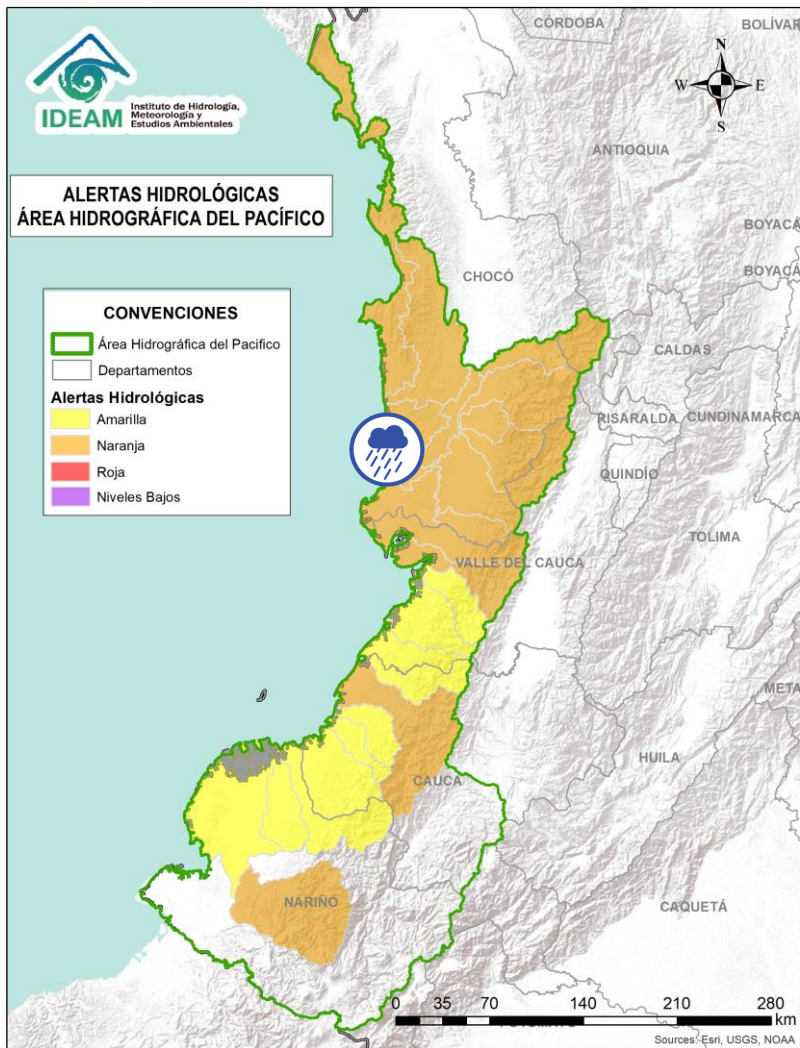 IDEAM
Instituto de Hidrología,
Meteorología y
Estudios Ambientales
ALERTAS HIDROLÓGICAS
ÁREA HIDROGRÁFICA DEL PACÍFICO
CONVENCIONES
Área Hidrográfica del Pacifico
Departamentos
Alertas Hidrológicas
Amarilla
Naranja
Roja
Niveles Bajos
CÓRDOBA
BOLÍVAR
N
W
E
S
ANTIOQUIA
BOYACÁ
CHOCÓ
BOYACÁ
CALDAS
RISARALDA
CUNDINAMARCA
QUINDÍO
TOLIMA
VALLE DEL CAUCA
META
HUILA
CAUCA
NARIÑO
CAQUETÁ
0 35 70 140 210 280
km
Sources: Esri, USGS, NOAA